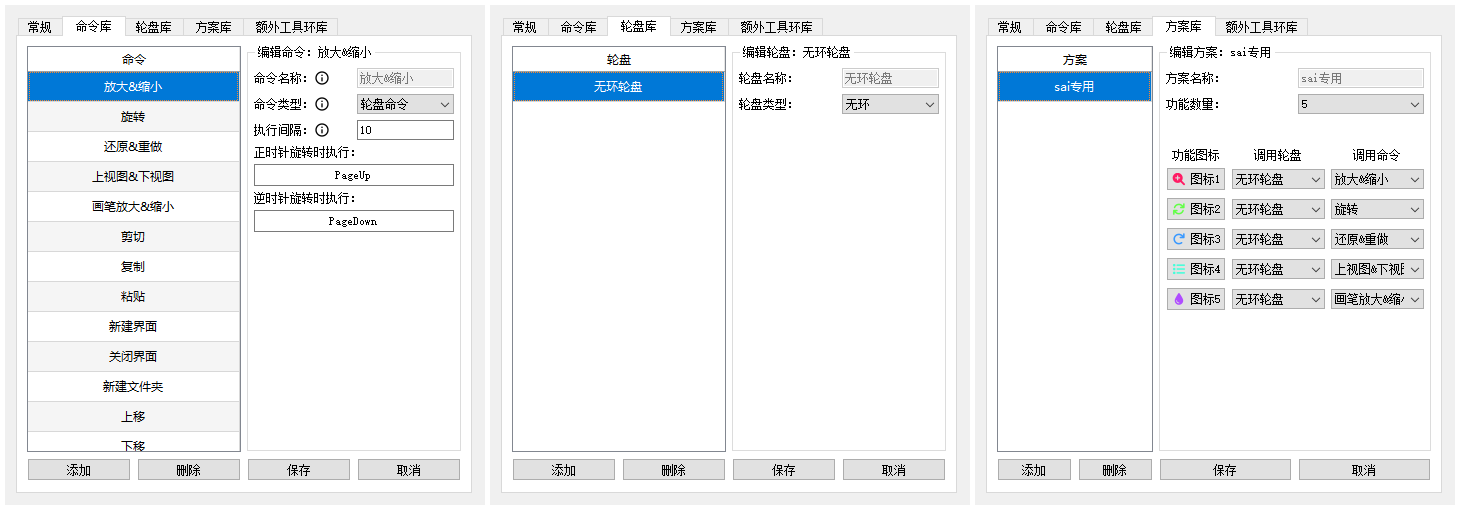 常规 命令库 轮盘库 方案库 额外工具环库
命令
放大&缩小
旋转
还原&重做
上视图&下视图
画笔放大&缩小
剪切
复制
粘贴
新建界面
关闭界面
新建文件夹
上移
下移
编辑命令：放大&缩小
命令名称： 放大&缩小
命令类型： 轮盘命令
执行间隔： 10
正时针旋转时执行：
PageUp
逆时针旋转时执行：
PageDown
添加 删除 保存 取消
常规 命令库 轮盘库 方案库 额外工具环库
轮盘
无环轮盘
编辑轮盘：无环轮盘
轮盘名称： 无环轮盘
轮盘类型： 无环
添加 删除 保存 取消
常规 命令库 轮盘库 方案库 额外工具环库
方案
sai专用
编辑方案：sai专用
方案名称： sai专用
功能数量： 5
功能图标 调用轮盘 调用命令
图标1 无环轮盘 放大&缩小
图标2 无环轮盘 旋转
图标3 无环轮盘 还原&重做
图标4 无环轮盘 上视图&下视
图标5 无环轮盘 画笔放大&缩
添加 删除 保存 取消